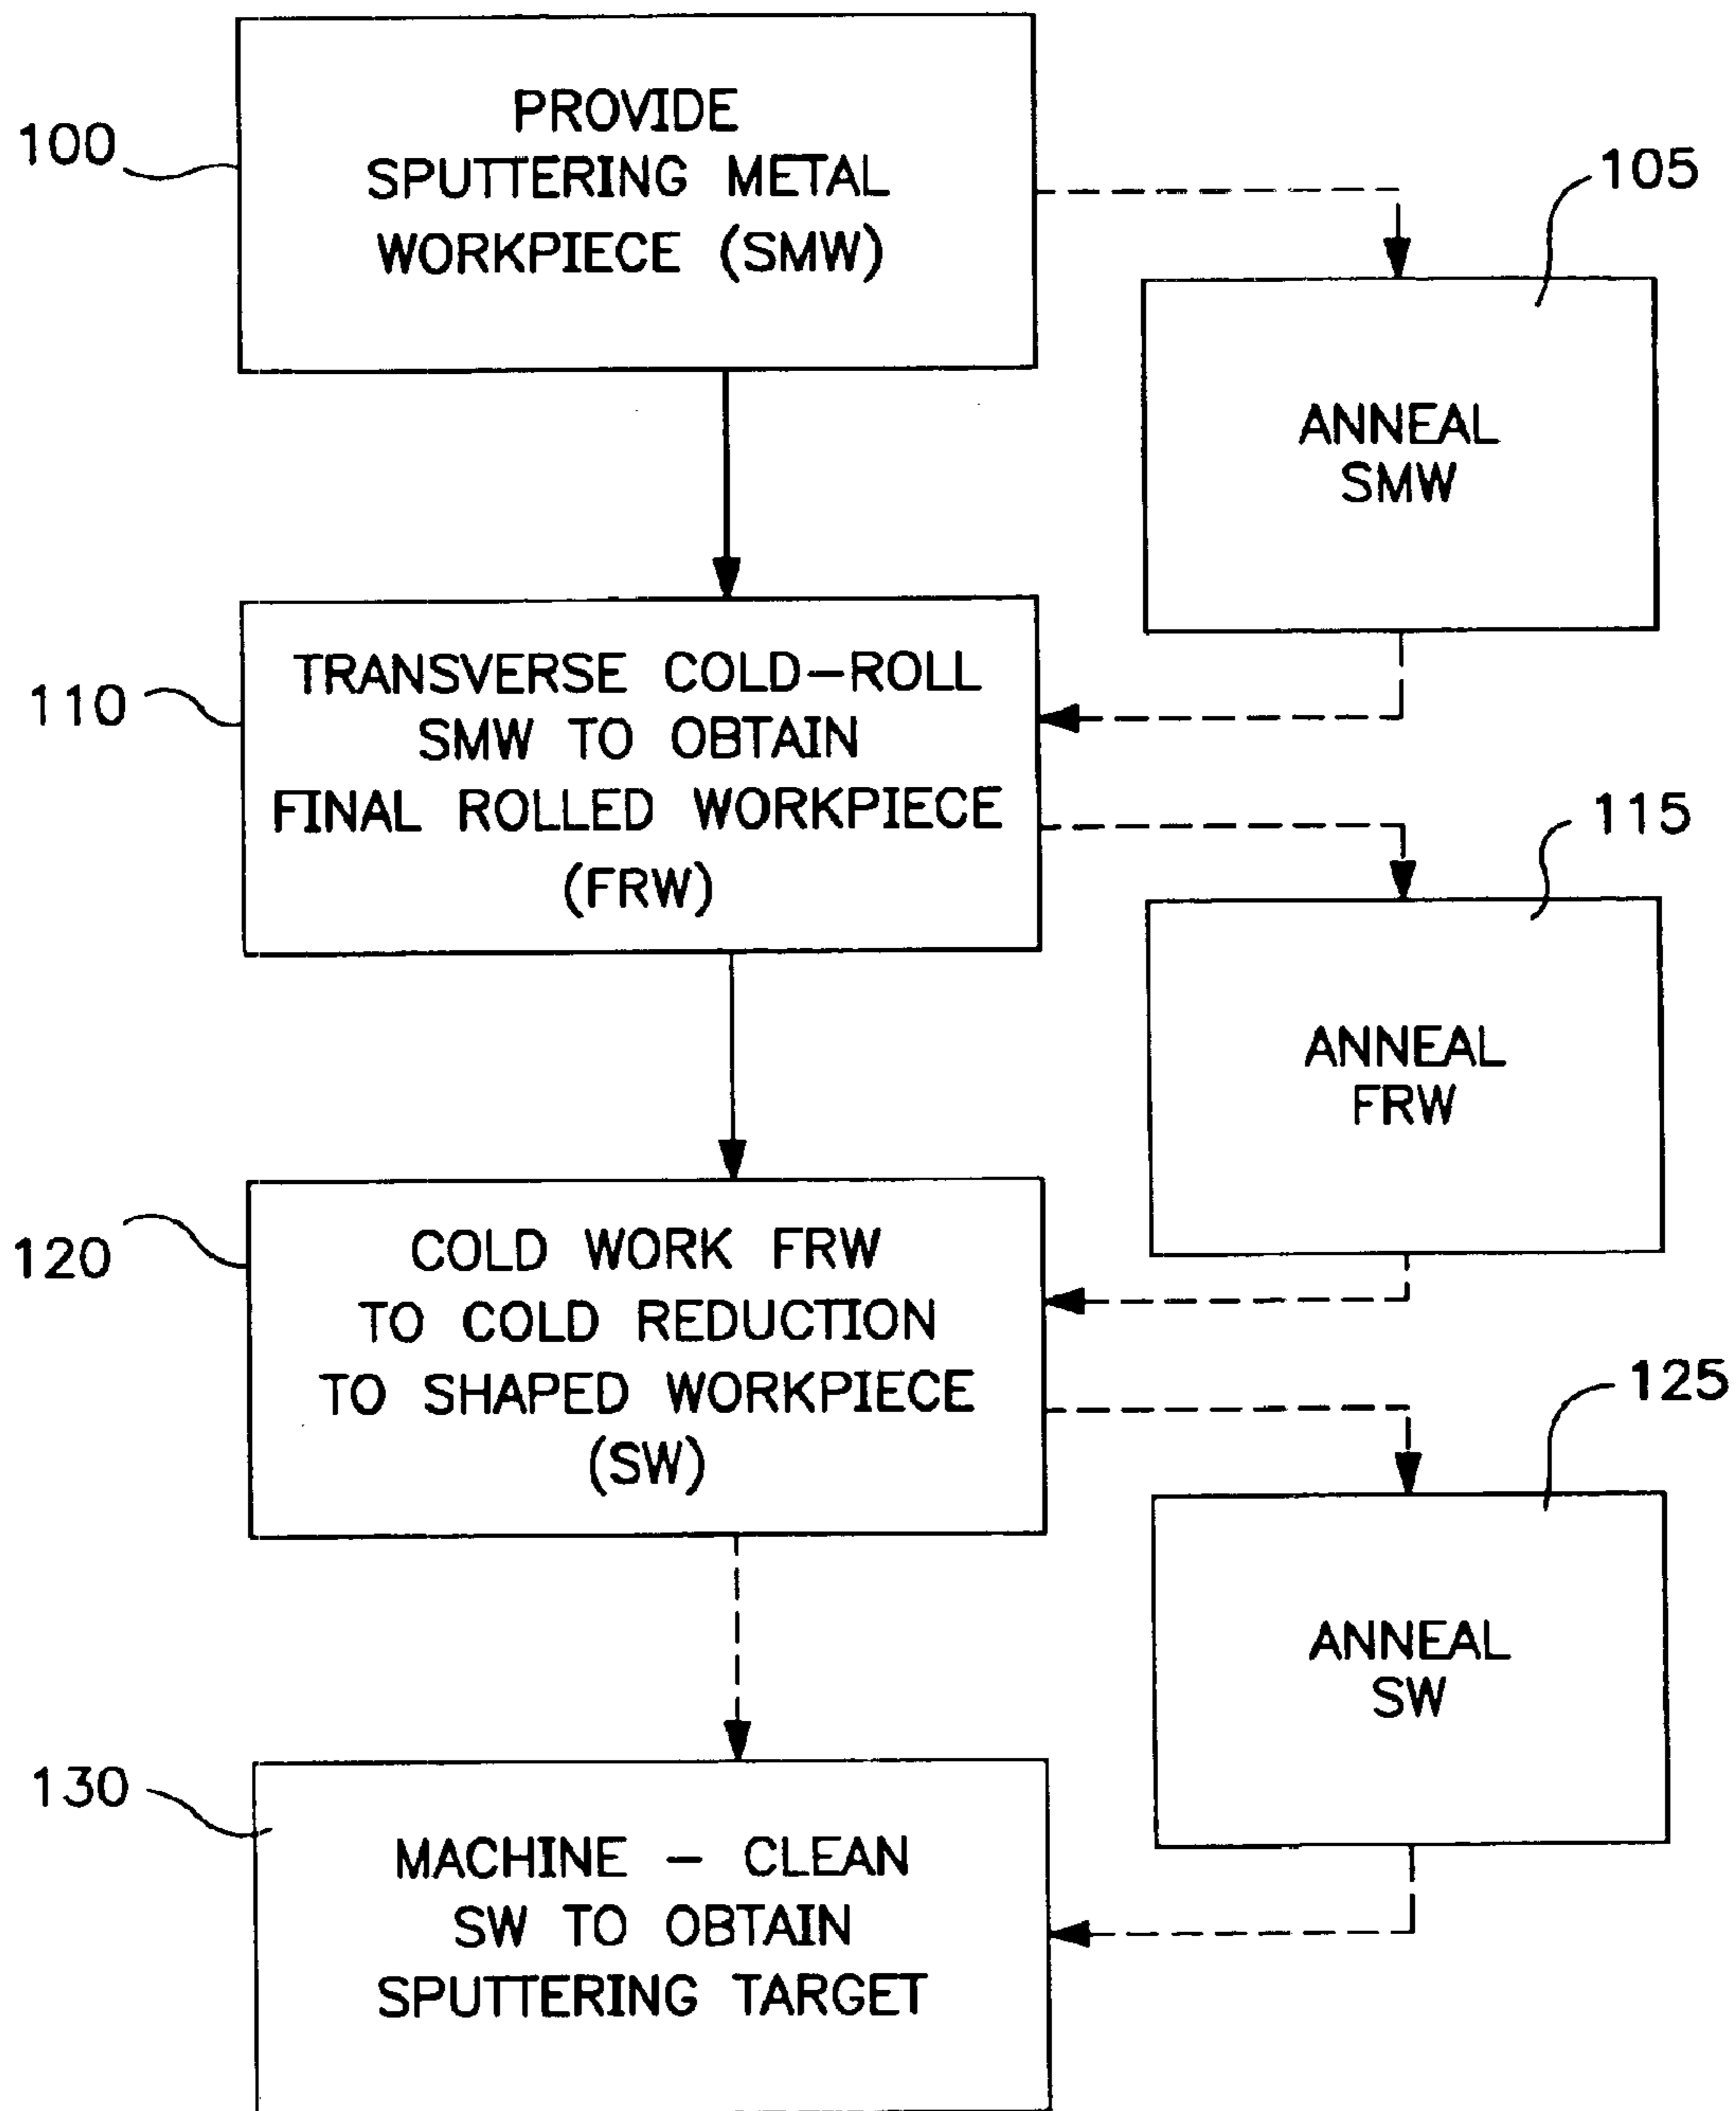 100
PROVIDE
SPUTTERING METAL
WORKPIECE (SMW)
105
ANNEAL
SMW
110
TRANSVERSE COLD-ROLL
SMW TO OBTAIN
FINAL ROLLED WORKPIECE
(FRW)
115
ANNEAL
FRW
120
COLD WORK FRW
TO COLD REDUCTION
TO SHAPED WORKPIECE
(SW)
125
ANNEAL
SW
130
MACHINE - CLEAN
SW TO OBTAIN
SPUTTERING TARGET